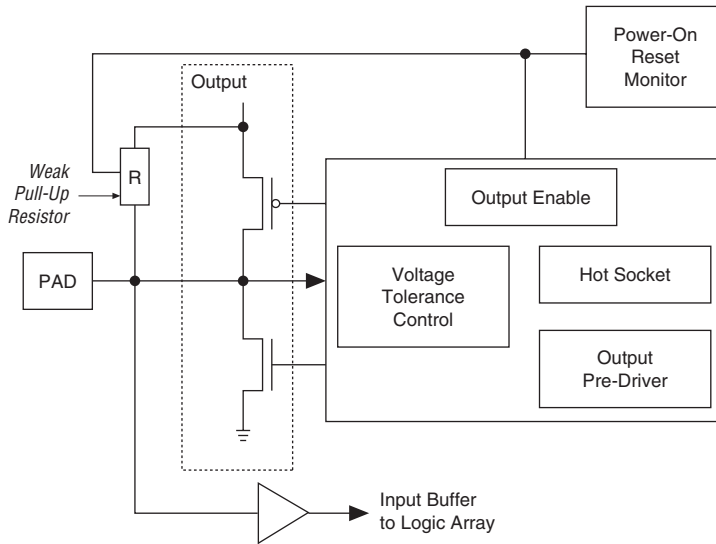 Power-On
Reset
Monitor
Output
Weak
Pull-Up
Resistor
R
Output Enable
PAD
Voltage
Tolerance
Control
Hot Socket
Output
Pre-Driver
Input Buffer
to Logic Array